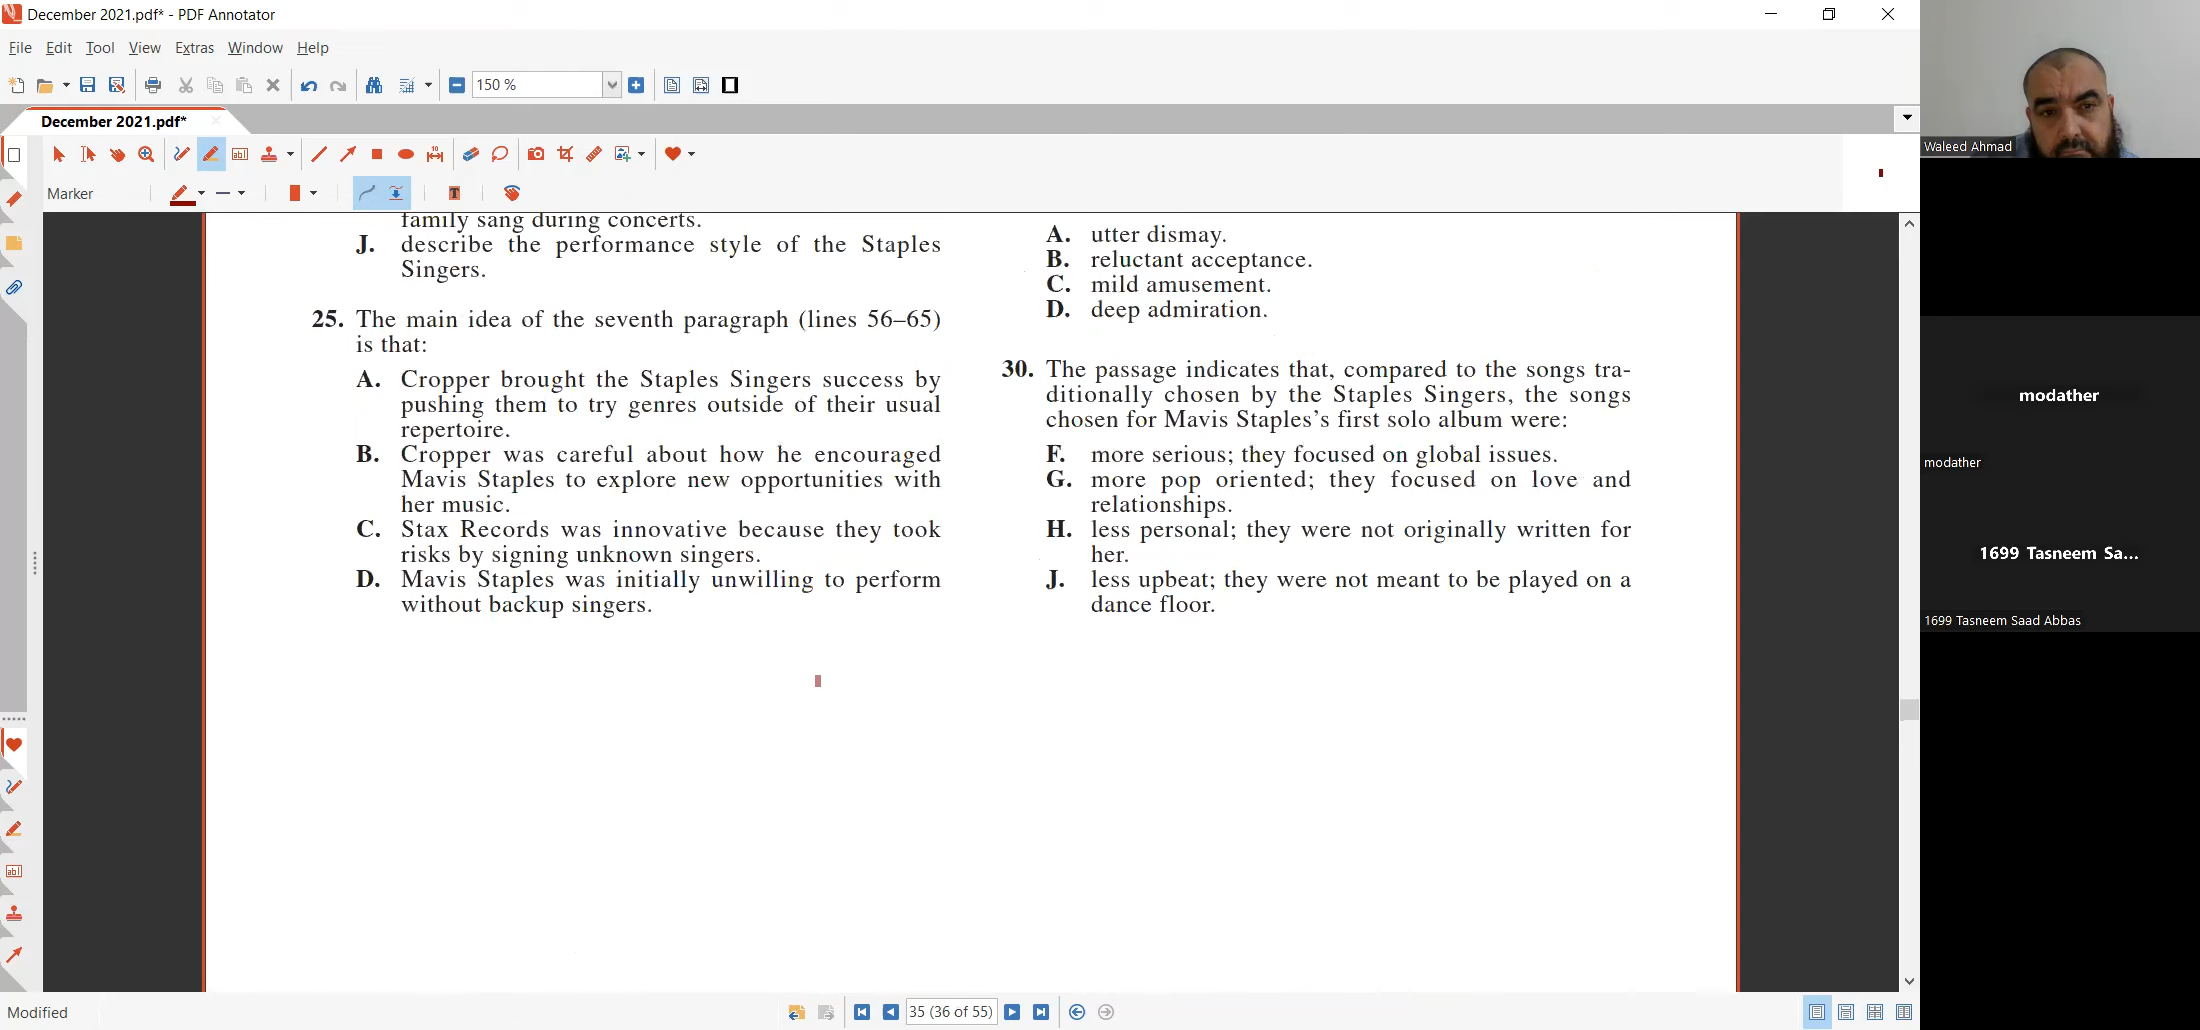 December 2021.pdf* - PDF Annotator
File Edit Tool View Extras Window Help
150 %
December 2021.pdf*
Marker
family sang during concerts.
J. describe the performance style of the Staples
Singers.
25. The main idea of the seventh paragraph (lines 56–65)
is that:
A. Cropper brought the Staples Singers success by
pushing them to try genres outside of their usual
repertoire.
B. Cropper was careful about how he encouraged
Mavis Staples to explore new opportunities with
her music.
C. Stax Records was innovative because they took
risks by signing unknown singers.
D. Mavis Staples was initially unwilling to perform
without backup singers.
A. utter dismay.
B. reluctant acceptance.
C. mild amusement.
D. deep admiration.
30. The passage indicates that, compared to the songs tra-
ditionally chosen by the Staples Singers, the songs
chosen for Mavis Staples's first solo album were:
F. more serious; they focused on global issues.
G. more pop oriented; they focused on love and
relationships.
H. less personal; they were not originally written for
her.
J. less upbeat; they were not meant to be played on a
dance floor.
Modified
35 (36 of 55)
Waleed Ahmad
modather
modather
1699 Tasneem Sa...
1699 Tasneem Saad Abbas